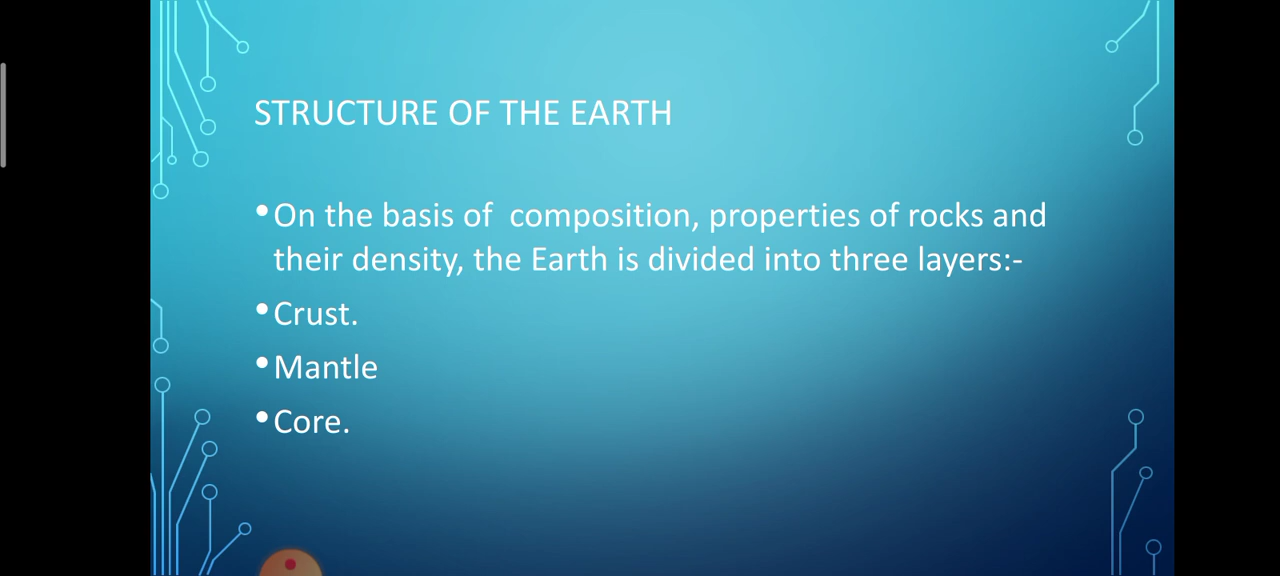 STRUCTURE OF THE EARTH
•On the basis of  composition, properties of rocks and
their density, the Earth is divided into three layers:-
•Crust.
•Mantle
•Core.